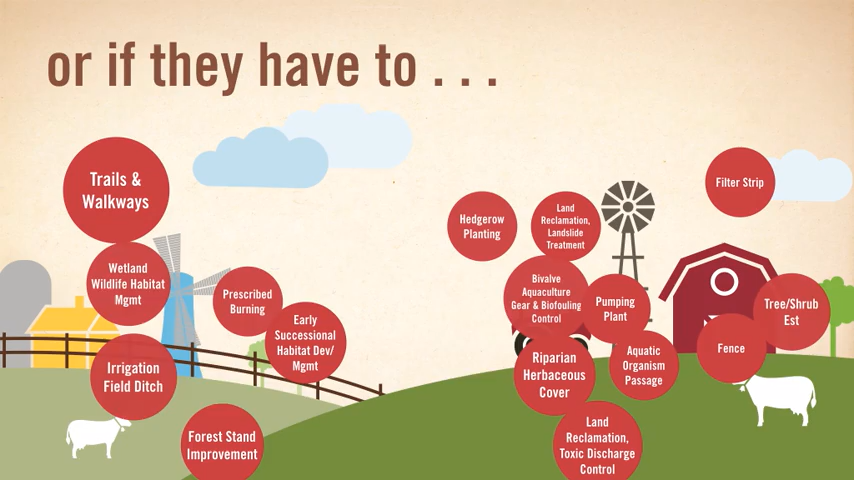 or if they have to . . .
Trails &
Walkways
Wetland
Wildlife Habitat
Mgmt
Prescribed
Burning
Early
Successional
Habitat Dev/
Mgmt
Irrigation
Field Ditch
Forest Stand
Improvement
Hedgerow
Planting
Land
Reclamation,
Landslide
Treatment
Bivalve
Aquaculture
Gear & Biofouling
Control
Pumping
Plant
Riparian
Herbaceous
Cover
Aquatic
Organism
Passage
Land
Reclamation,
Toxic Discharge
Control
Filter Strip
Tree/Shrub
Est
Fence